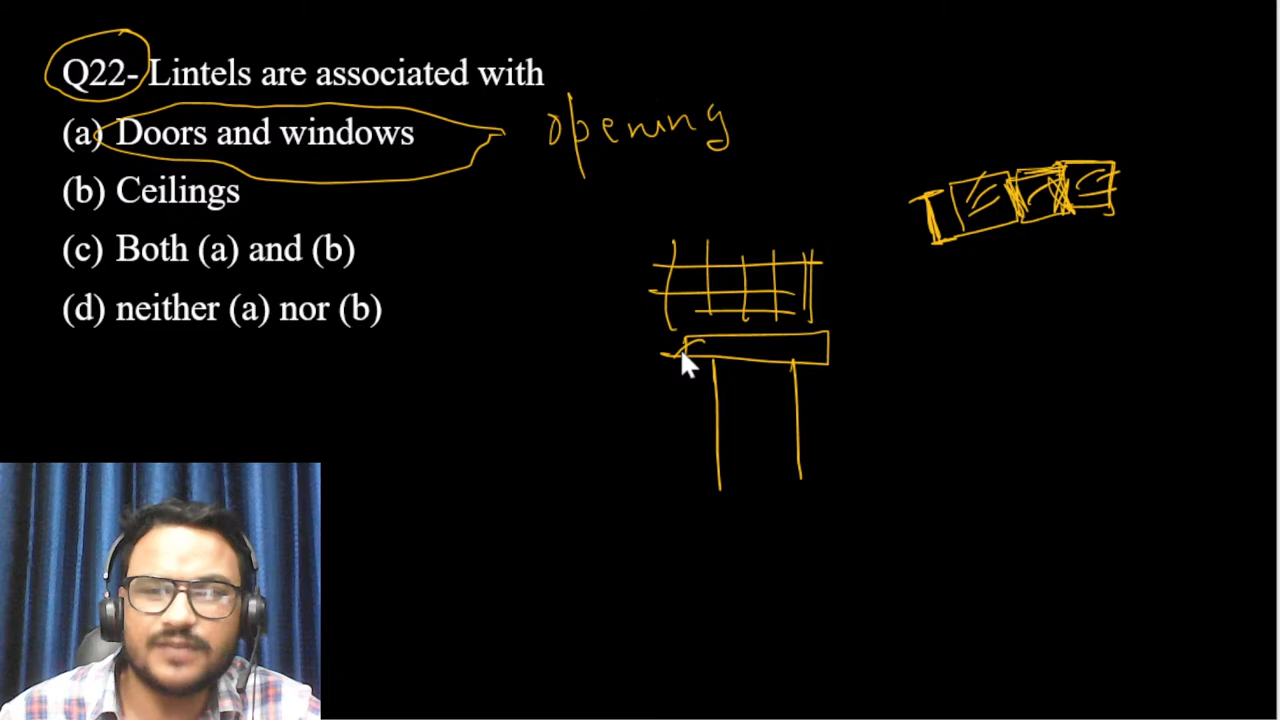 Q22- Lintels are associated with
(a) Doors and windows
opening
(b) Ceilings
(c) Both (a) and (b)
(d) neither (a) nor (b)